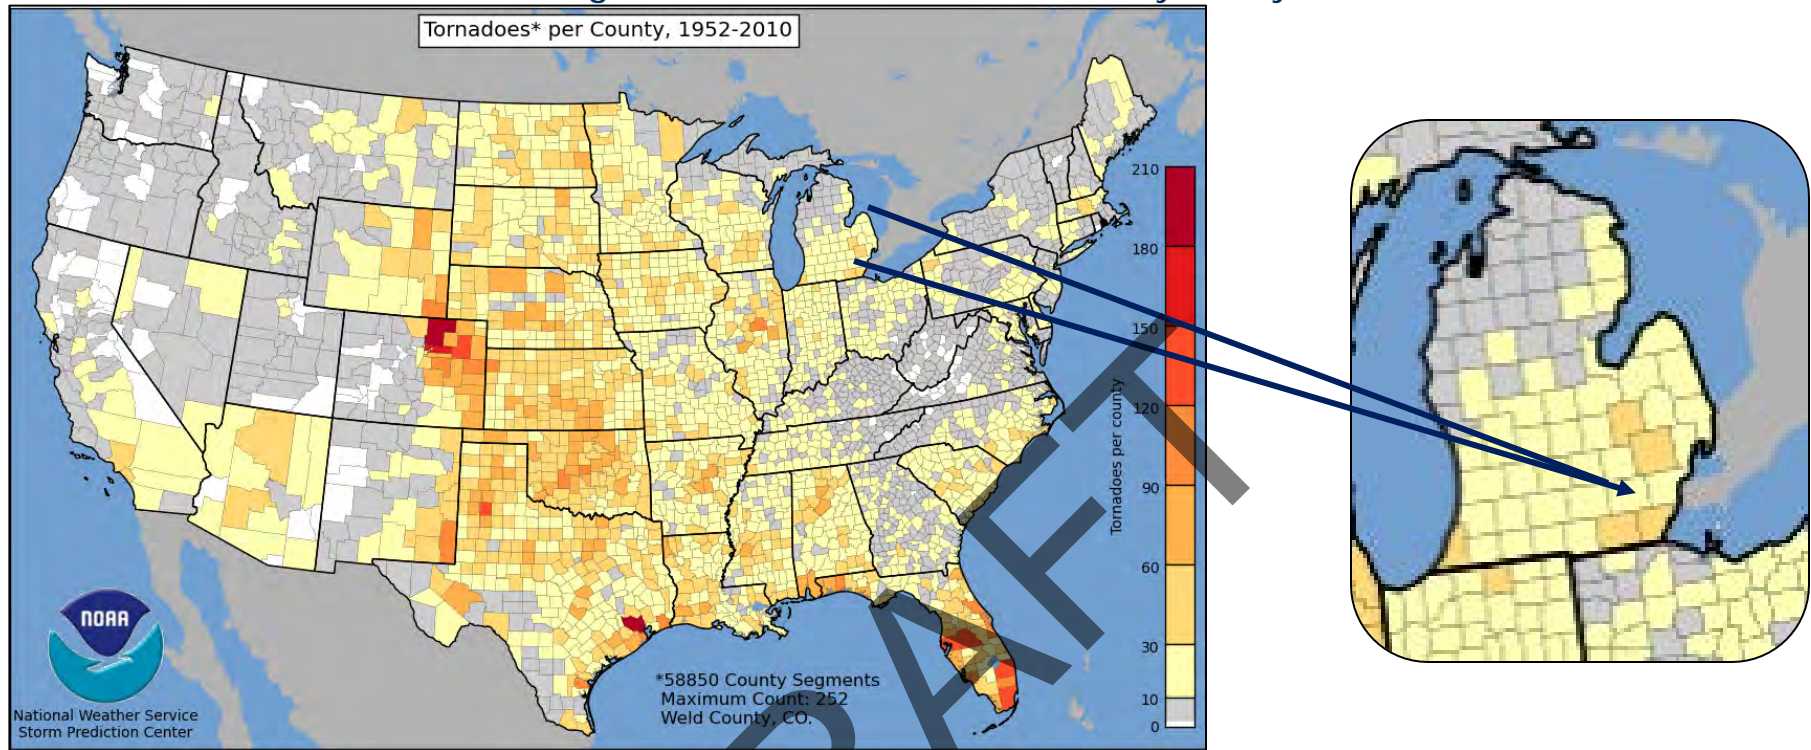 Tornadoes* per County, 1952-2010
210
180
150
120
90
60
30
10
0
Tornadoes per county
*58850 County Segments
Maximum Count: 252
Weld County, CO.
NOAA
National Weather Service
Storm Prediction Center
DRAFT